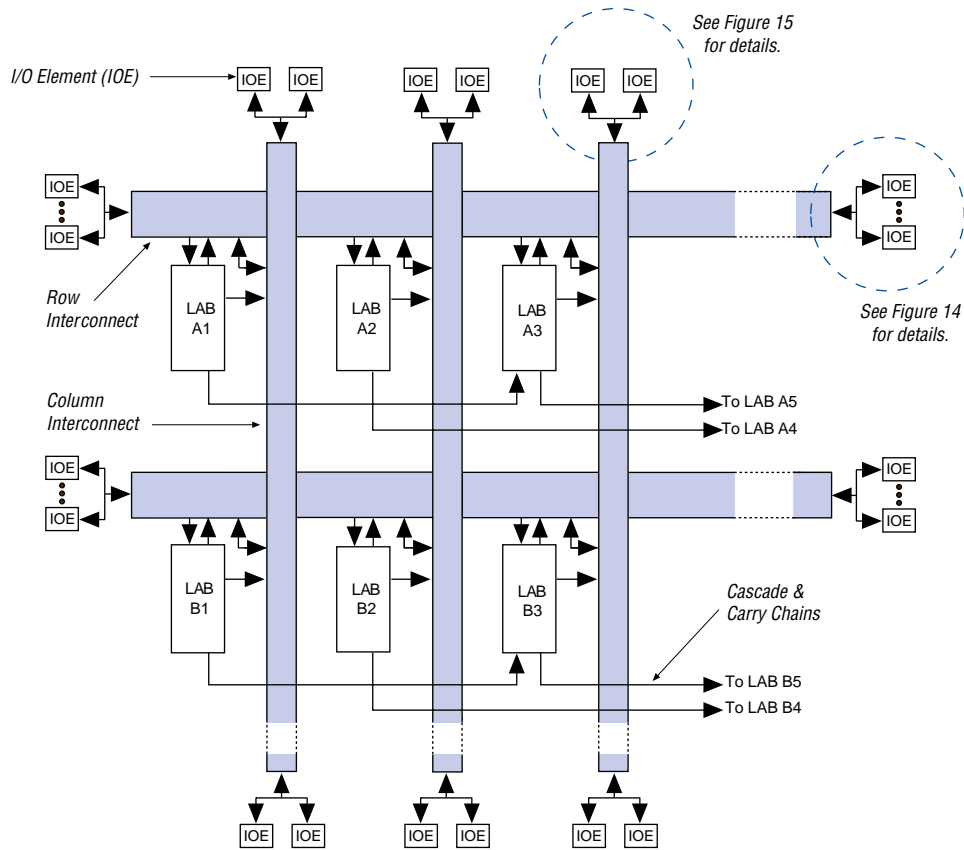 See Figure 15
for details.
I/O Element (IOE)
IOE
IOE
IOE
IOE
IOE
IOE
IOE
IOE
IOE
IOE
Row
Interconnect
LAB
A1
LAB
A2
LAB
A3
See Figure 14
for details.
Column
Interconnect
To LAB A5
To LAB A4
IOE
IOE
IOE
IOE
LAB
B1
LAB
B2
LAB
B3
Cascade &
Carry Chains
To LAB B5
To LAB B4
IOE
IOE
IOE
IOE
IOE
IOE